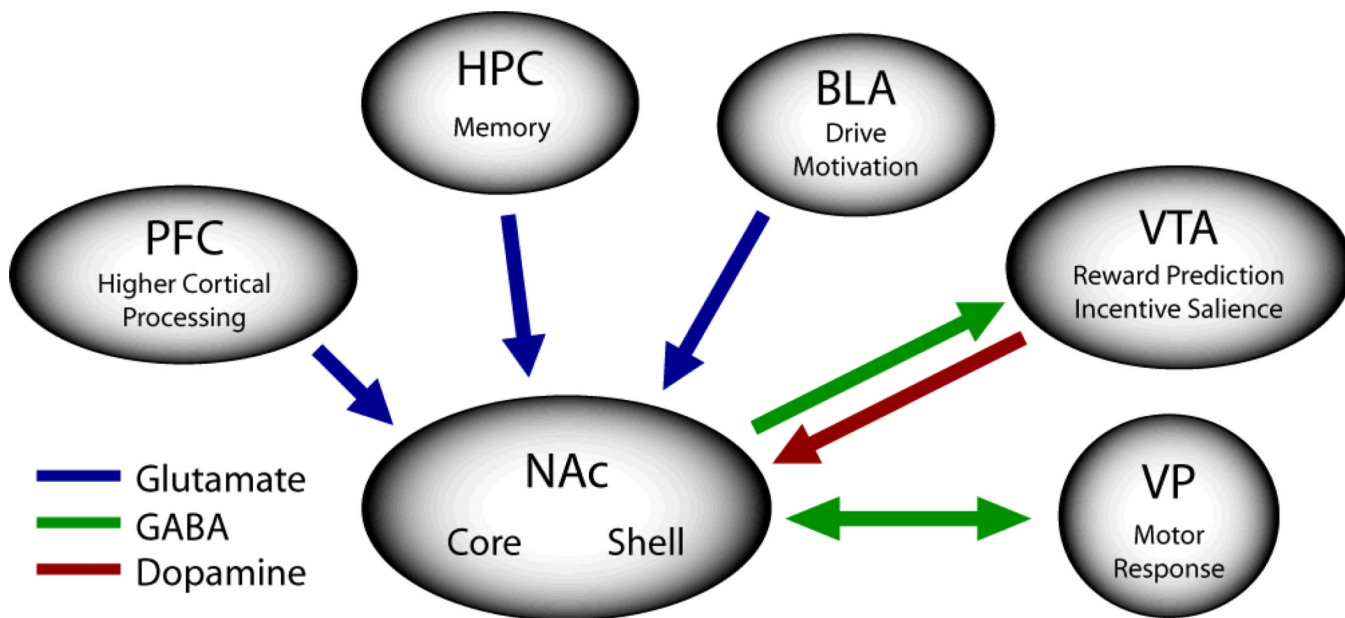 HPC
Memory
BLA
Drive
Motivation
PFC
Higher Cortical
Processing
VTA
Reward Prediction
Incentive Salience
NAc
Core Shell
VP
Motor
Response
Glutamate
GABA
Dopamine